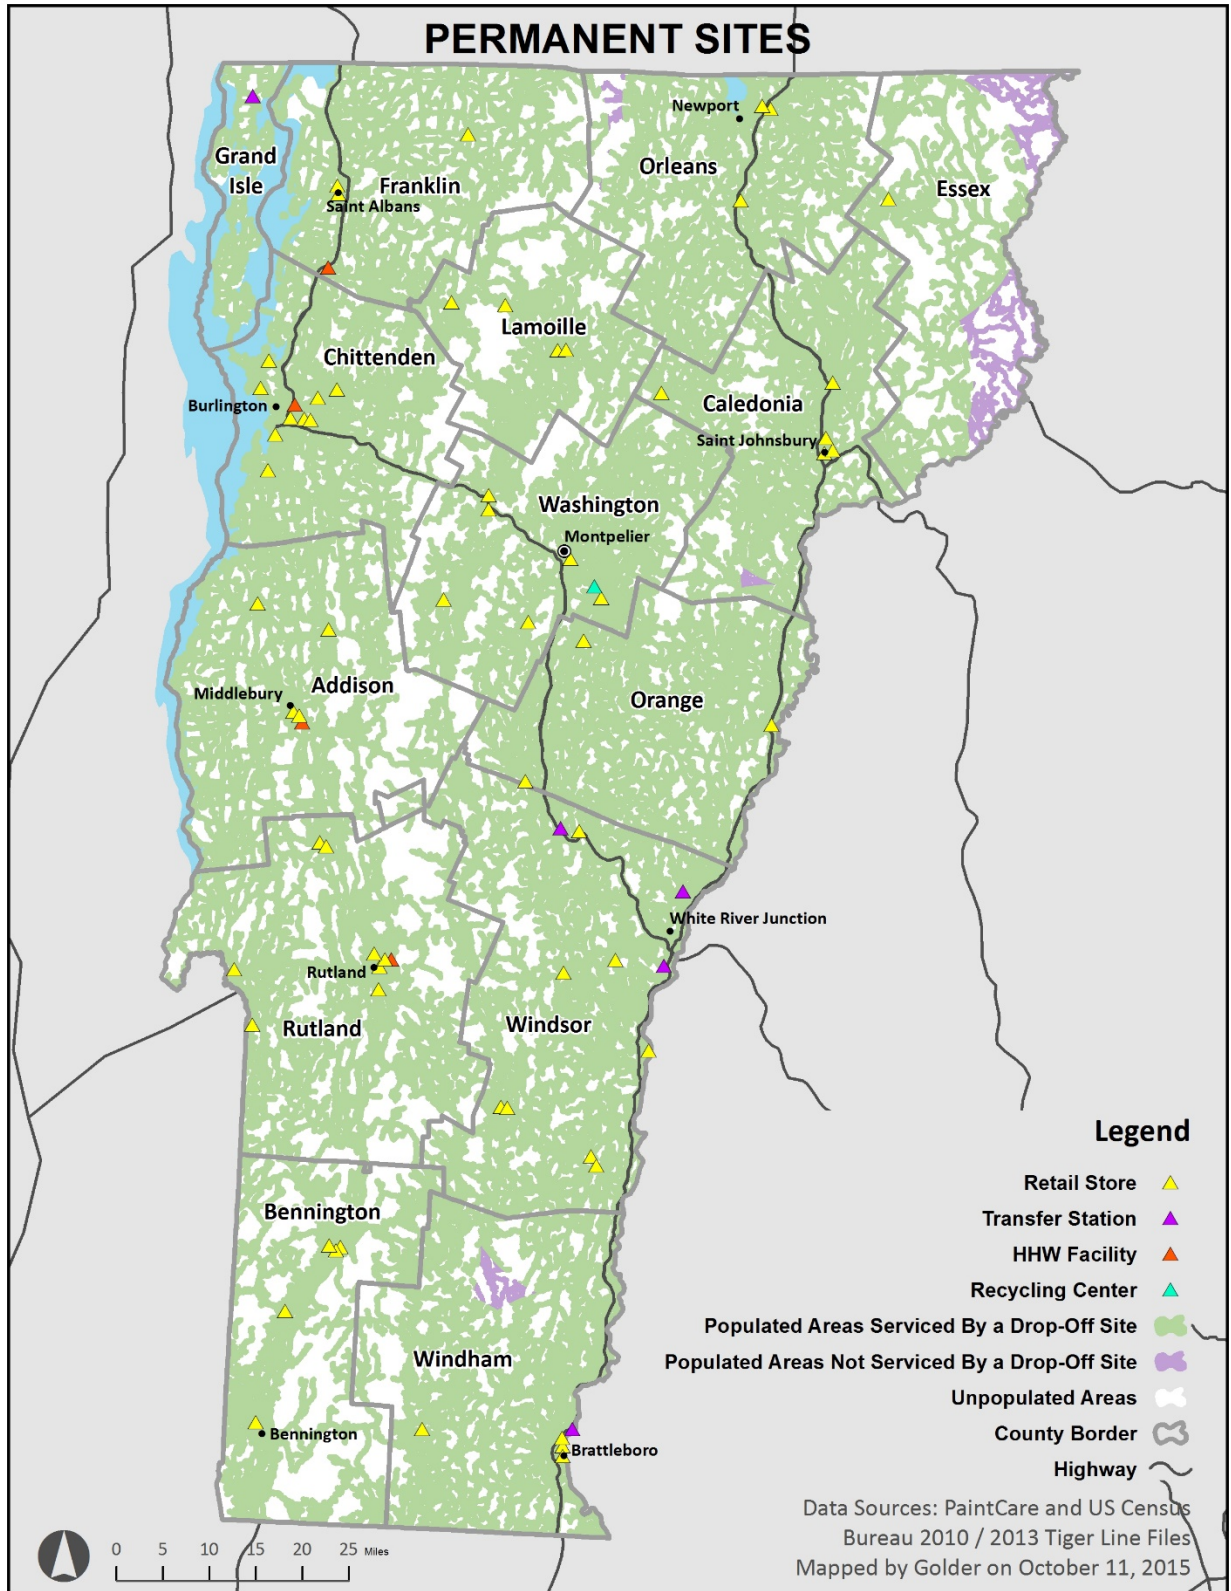 PERMANENT SITES
Newport
Grand
Isle
Orleans
Franklin
Essex
Saint Albans
Lamoille
Chittenden
Burlington
Caledonia
Saint Johnsbury
Washington
Montpelier
Middlebury
Addison
Orange
White River Junction
Rutland
Windsor
Rutland
Bennington
Windham
Bennington
Brattleboro
Legend
Retail Store
Transfer Station
HHW Facility
Recycling Center
Populated Areas Serviced By a Drop-Off Site
Populated Areas Not Serviced By a Drop-Off Site
Unpopulated Areas
County Border
Highway
Data Sources: PaintCare and US Census
Bureau 2010 / 2013 Tiger Line Files
Mapped by Golder on October 11, 2015
0 5 10 15 20 25 Miles